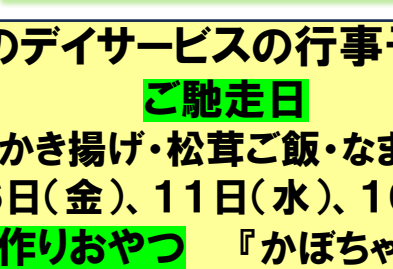 のデイサービスの行事
ご馳走日
かき揚げ・松茸ご飯・なま
日(金)、11日(水)、1
作りおやつ 『かぼちゃ